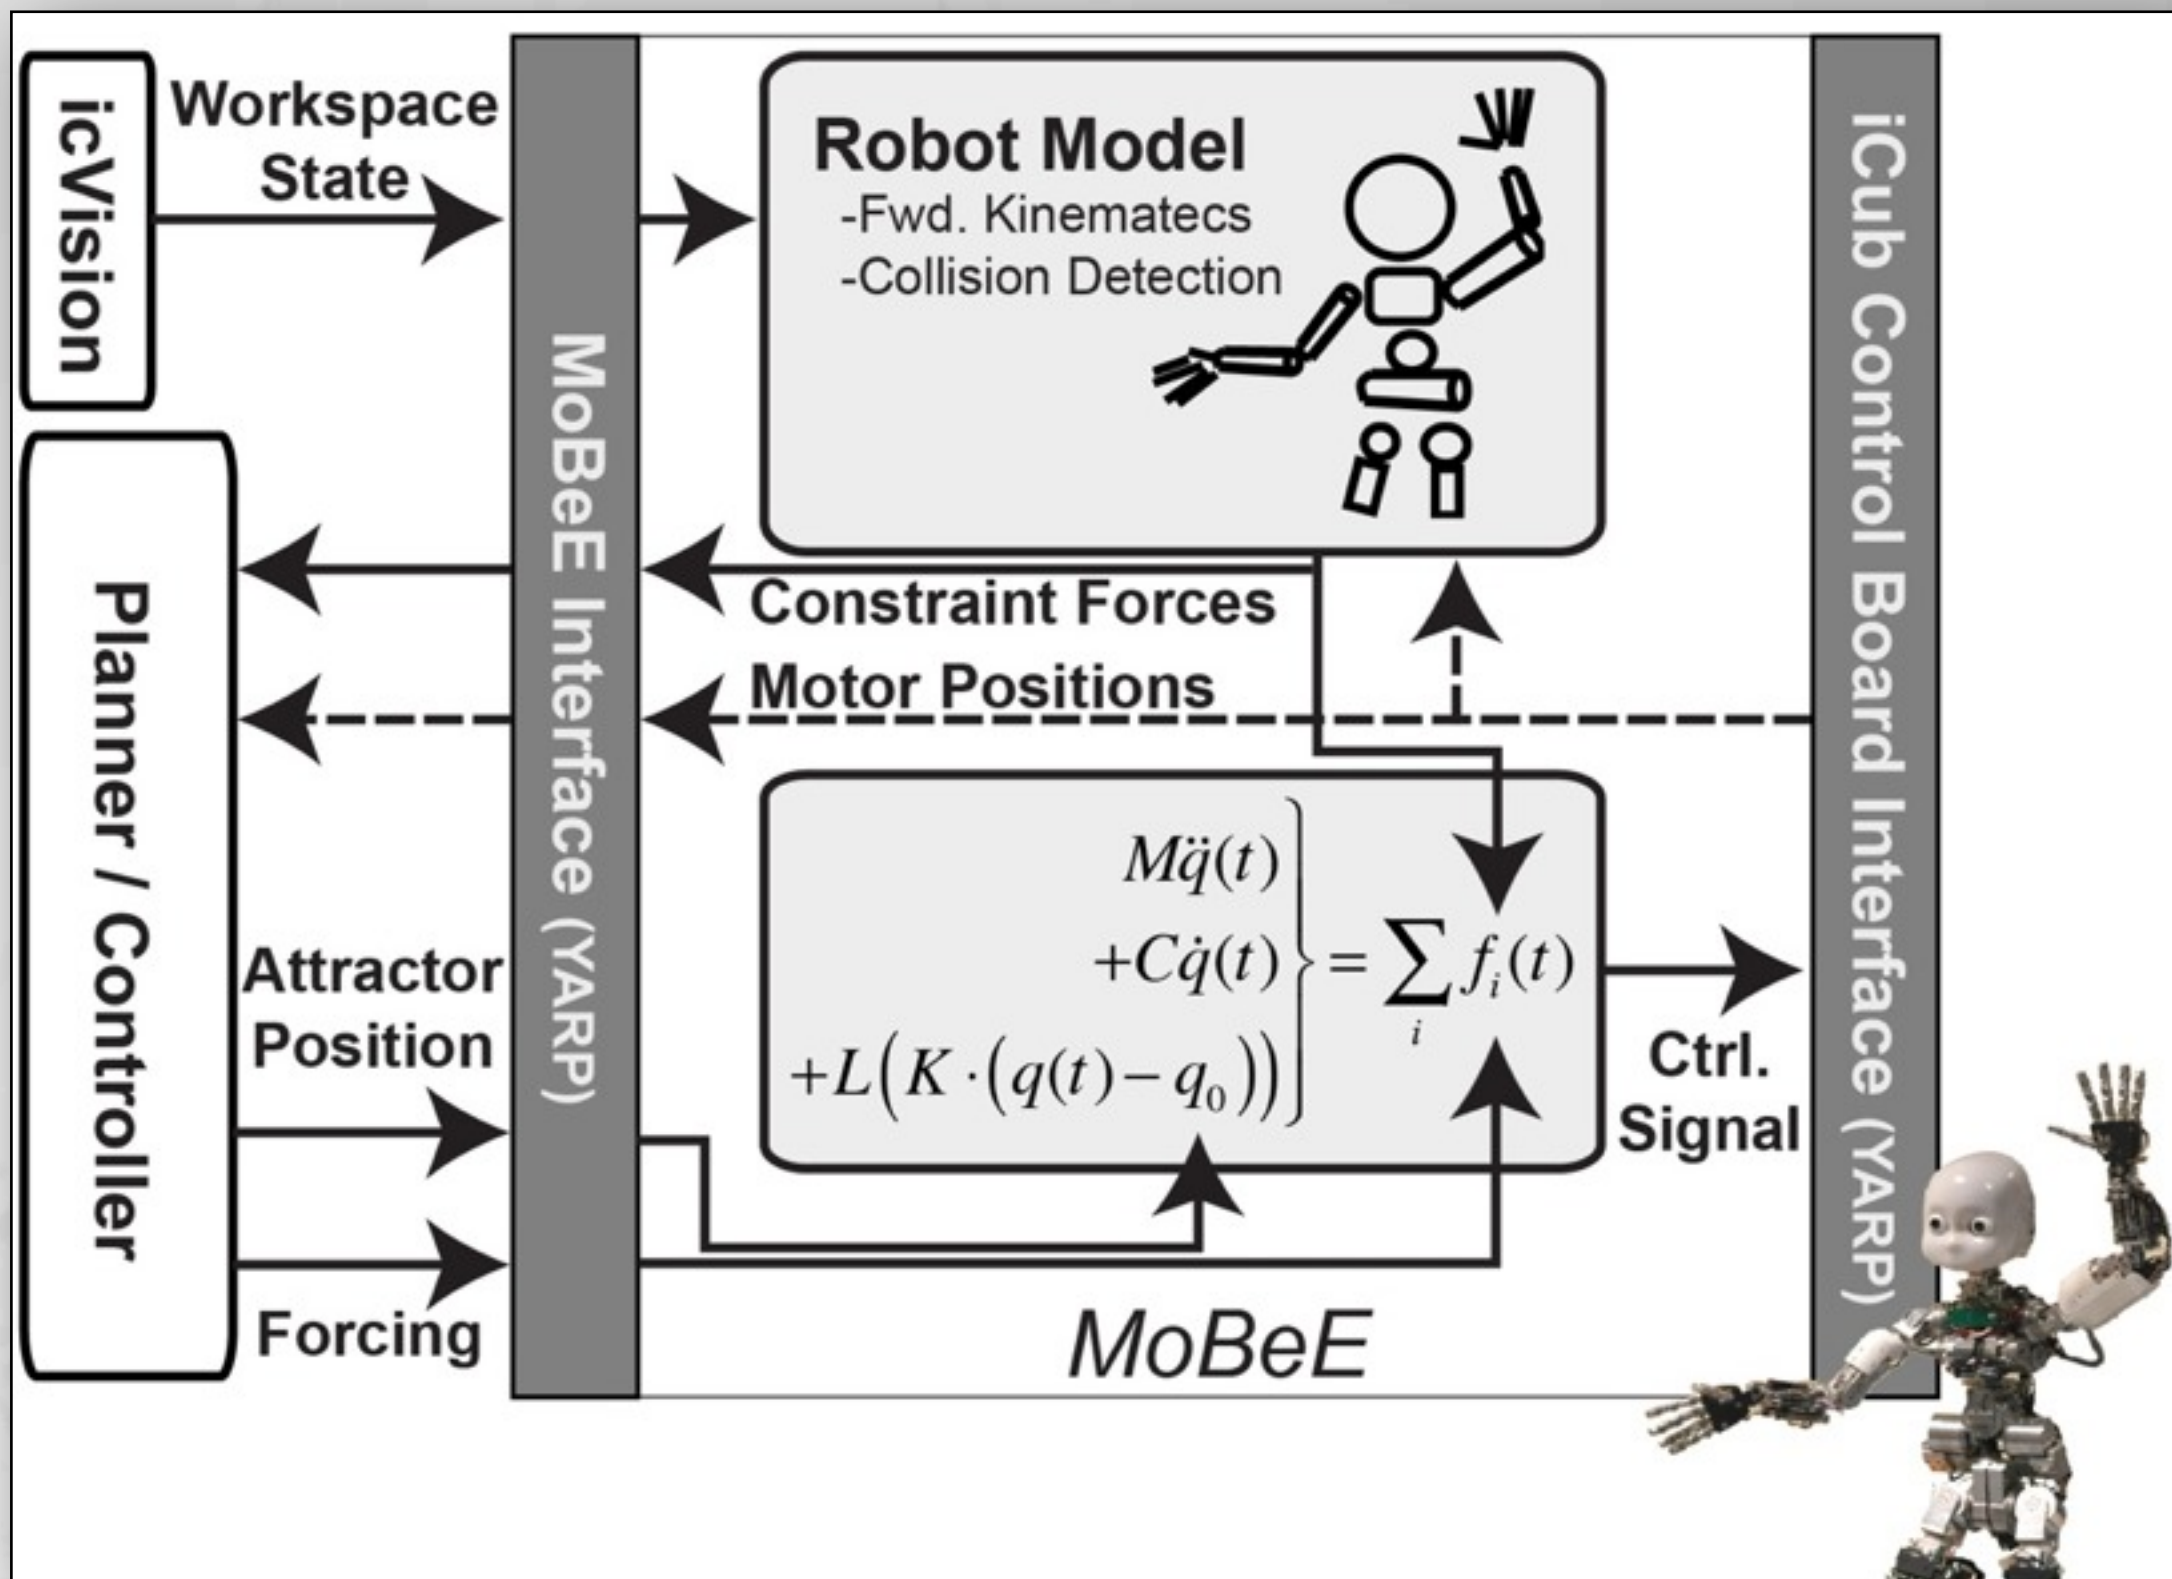 icVision
Workspace
State
MoBeE Interface (YARP)
Robot Model
-Fwd. Kinematecs
-Collision Detection
iCub Control Board Interface (YARP)
Planner / Controller
Constraint Forces
Motor Positions
Mq̈(t)
+Cq̇(t) } = ∑ᵢ fᵢ(t)
+L(K·(q(t)−q₀))
Attractor
Position
Ctrl.
Signal
Forcing
MoBeE